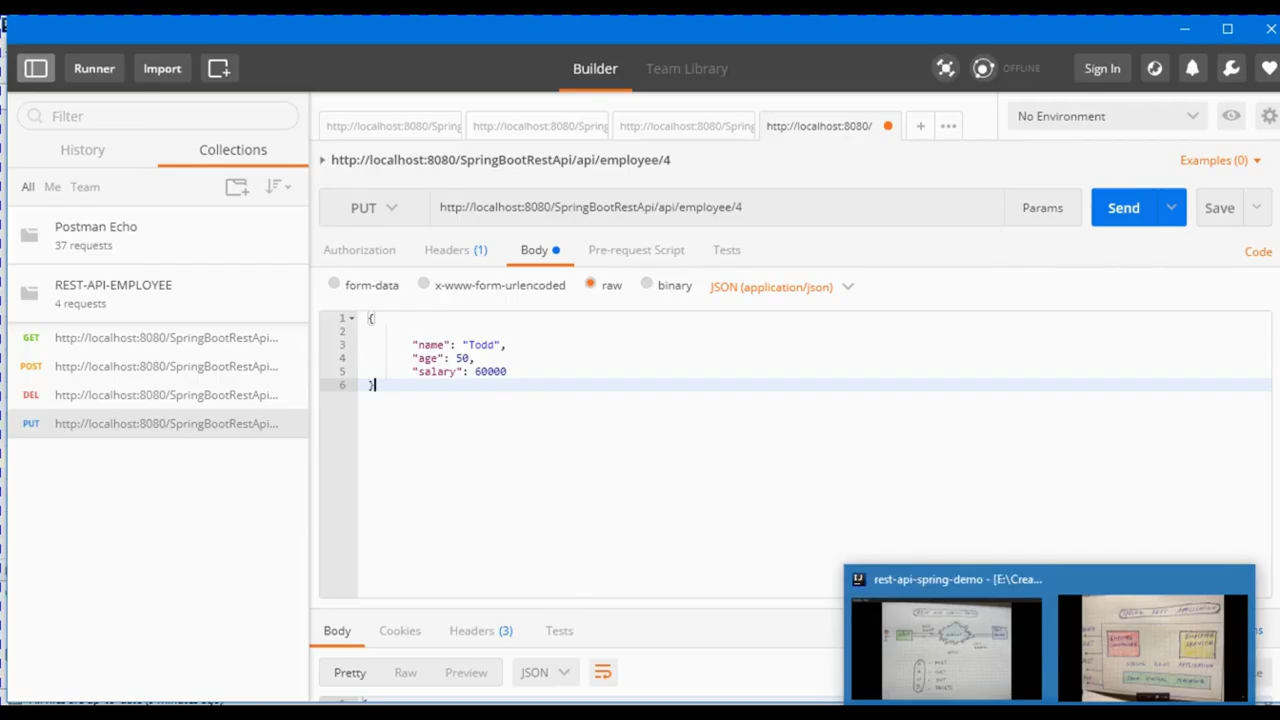 Runner Import Builder Team Library OFFLINE Sign In
Filter
History Collections
All Me Team
Postman Echo
37 requests
REST-API-EMPLOYEE
4 requests
GET http://localhost:8080/SpringBootRestApi...
POST http://localhost:8080/SpringBootRestApi...
DEL http://localhost:8080/SpringBootRestApi...
PUT http://localhost:8080/SpringBootRestApi...
http://localhost:8080/Spring http://localhost:8080/Spring http://localhost:8080/Spring http://localhost:8080/ + ••• No Environment
http://localhost:8080/SpringBootRestApi/api/employee/4 Examples (0)
PUT http://localhost:8080/SpringBootRestApi/api/employee/4 Params Send Save
Authorization Headers (1) Body Pre-request Script Tests Code
form-data x-www-form-urlencoded raw binary JSON (application/json)
1 {
2
3 "name": "Todd",
4 "age": 50,
5 "salary": 60000
6 }
Body Cookies Headers (3) Tests
Pretty Raw Preview JSON
rest-api-spring-demo - [E:\Crea...
SPRING REST APPLICATION